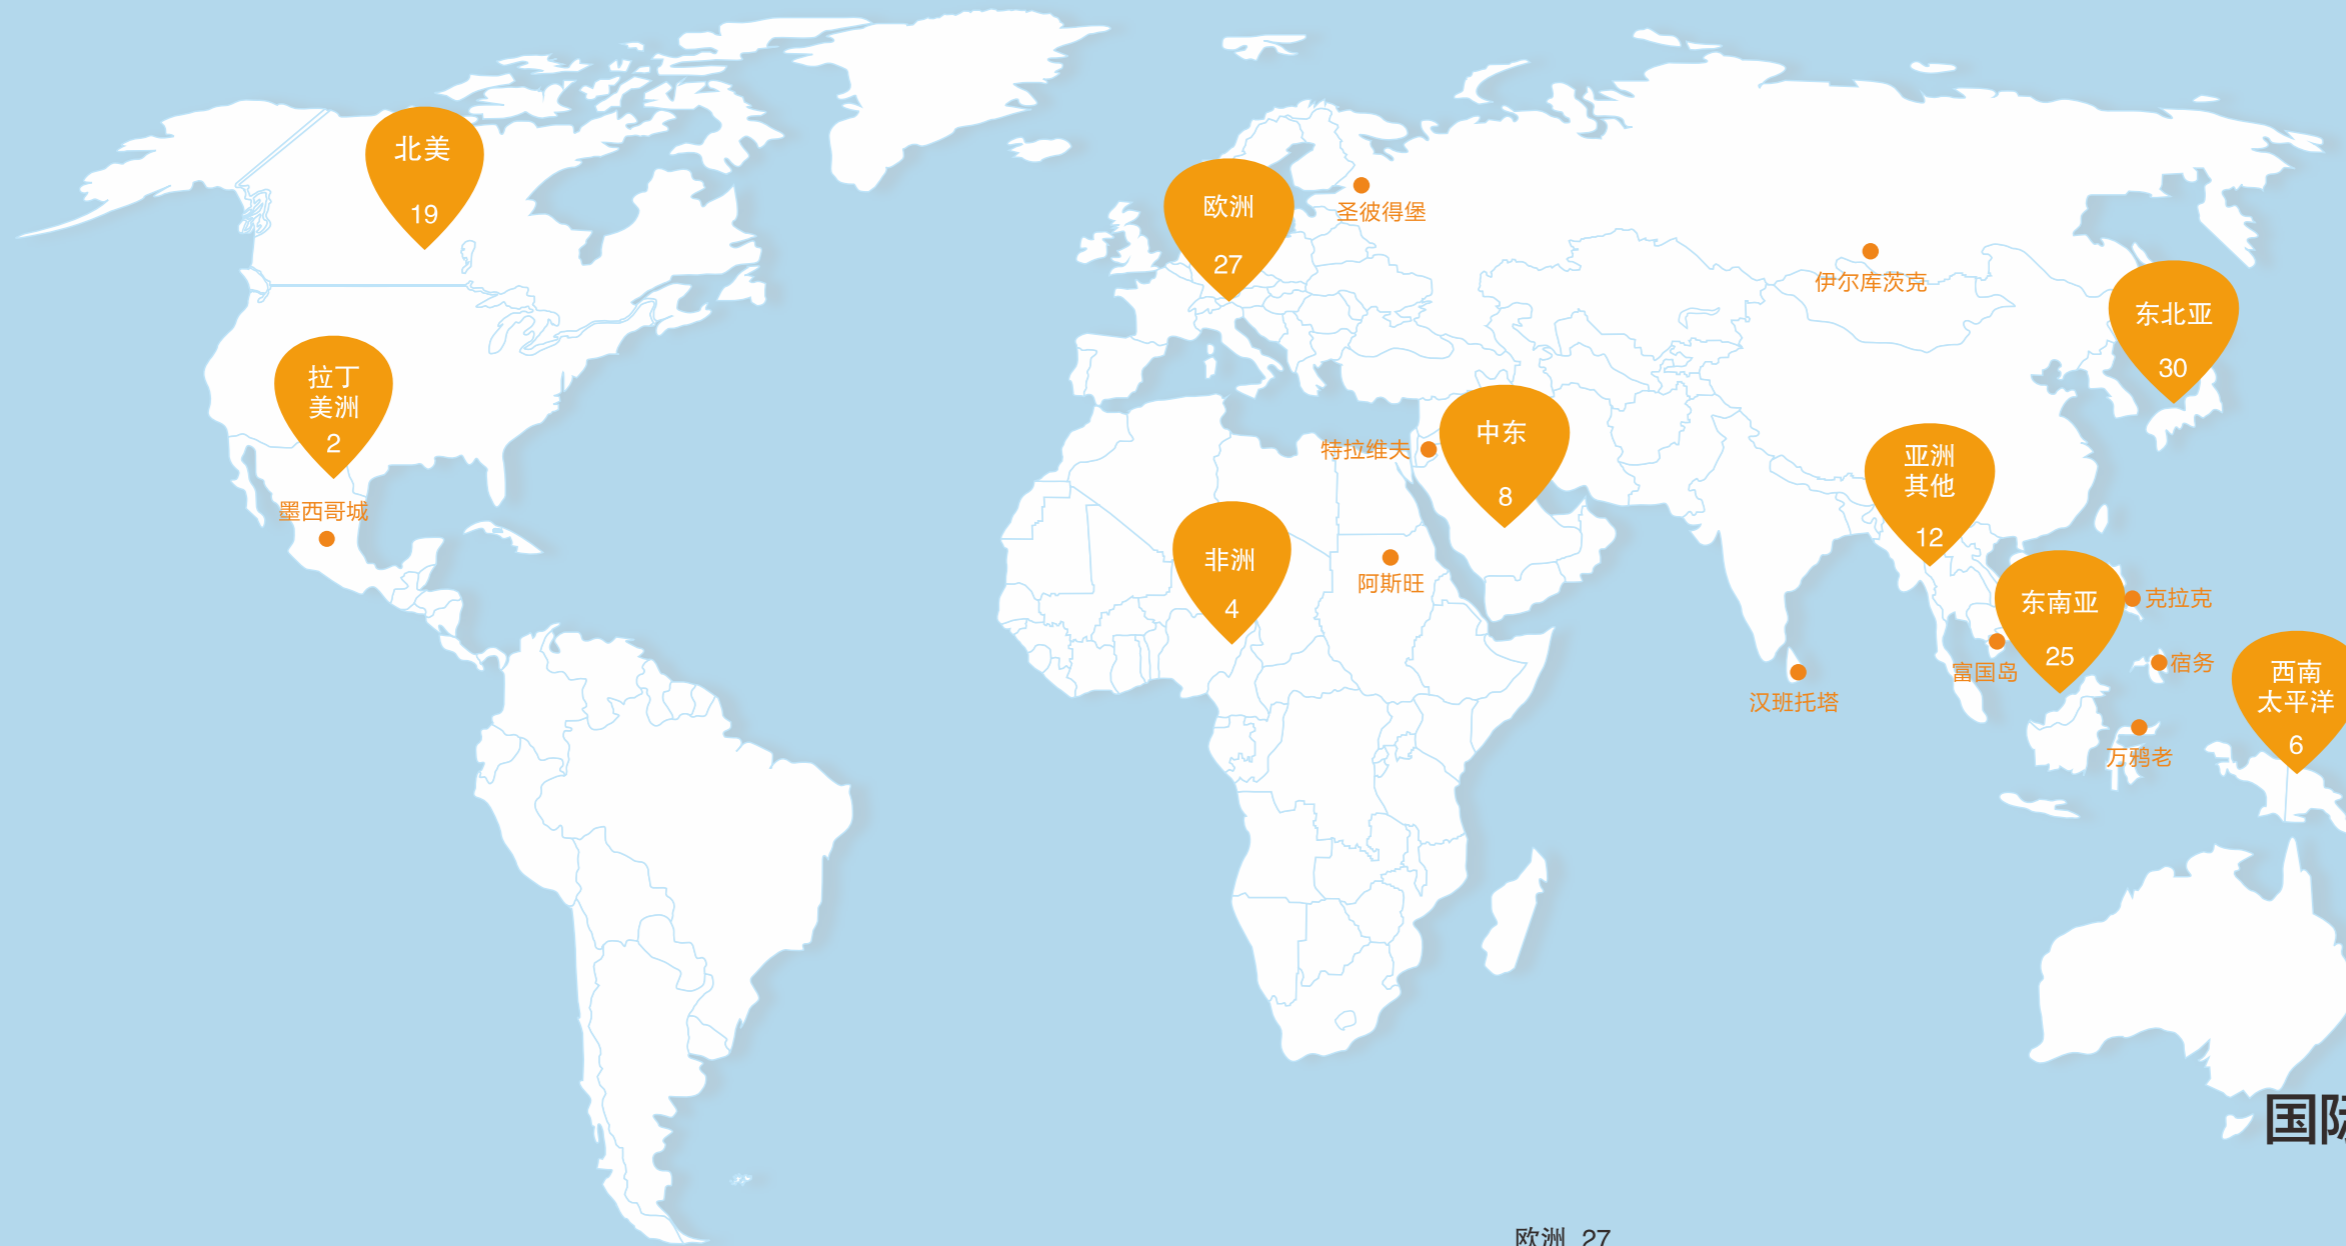 北美
19
欧洲
27
圣彼得堡
伊尔库茨克
东北亚
30
拉丁
美洲
2
墨西哥城
特拉维夫
中东
8
亚洲
其他
12
非洲
4
阿斯旺
东南亚
25
克拉克
富国岛
宿务
汉班托塔
万鸦老
西南
太平洋
6
国际
欧洲 27